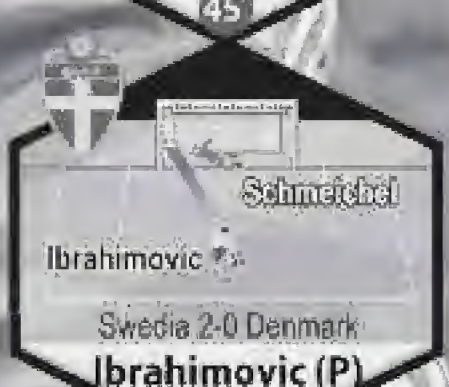 45
Schmeichel
Ibrahimovic
Swedia 2-0 Denmark
Ibrahimovic (P)